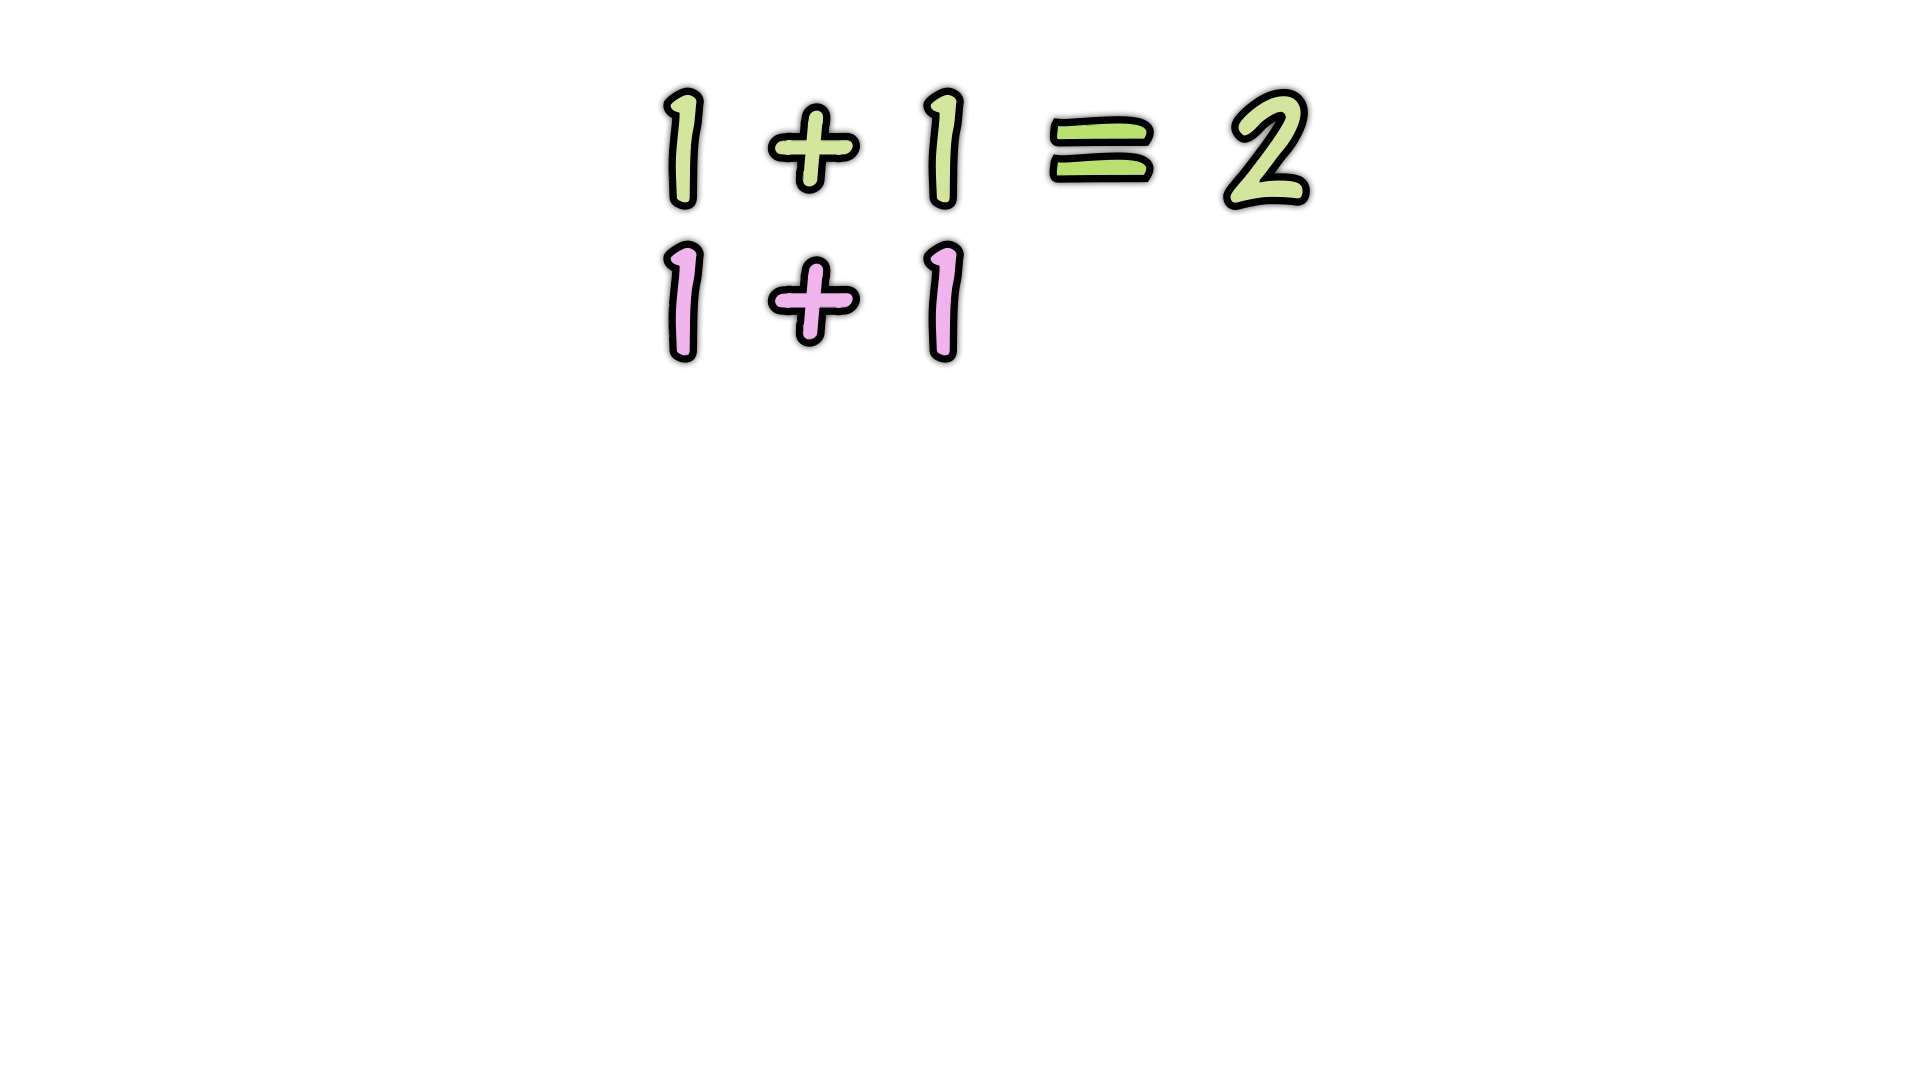 1 + 1 = 2
1 + 1